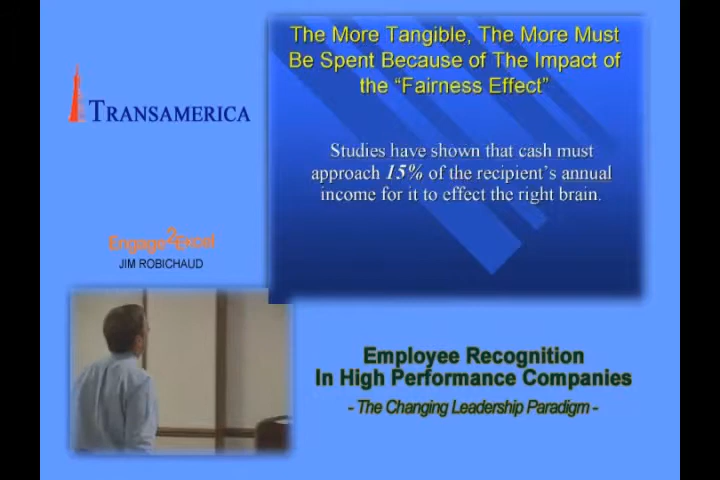 The More Tangible, The More Must
Be Spent Because of The Impact of
the “Fairness Effect”
TRANSAMERICA
Studies have shown that cash must
approach 15% of the recipient’s annual
income for it to effect the right brain.
Engage2Excel
JIM ROBICHAUD
Employee Recognition
In High Performance Companies
- The Changing Leadership Paradigm -